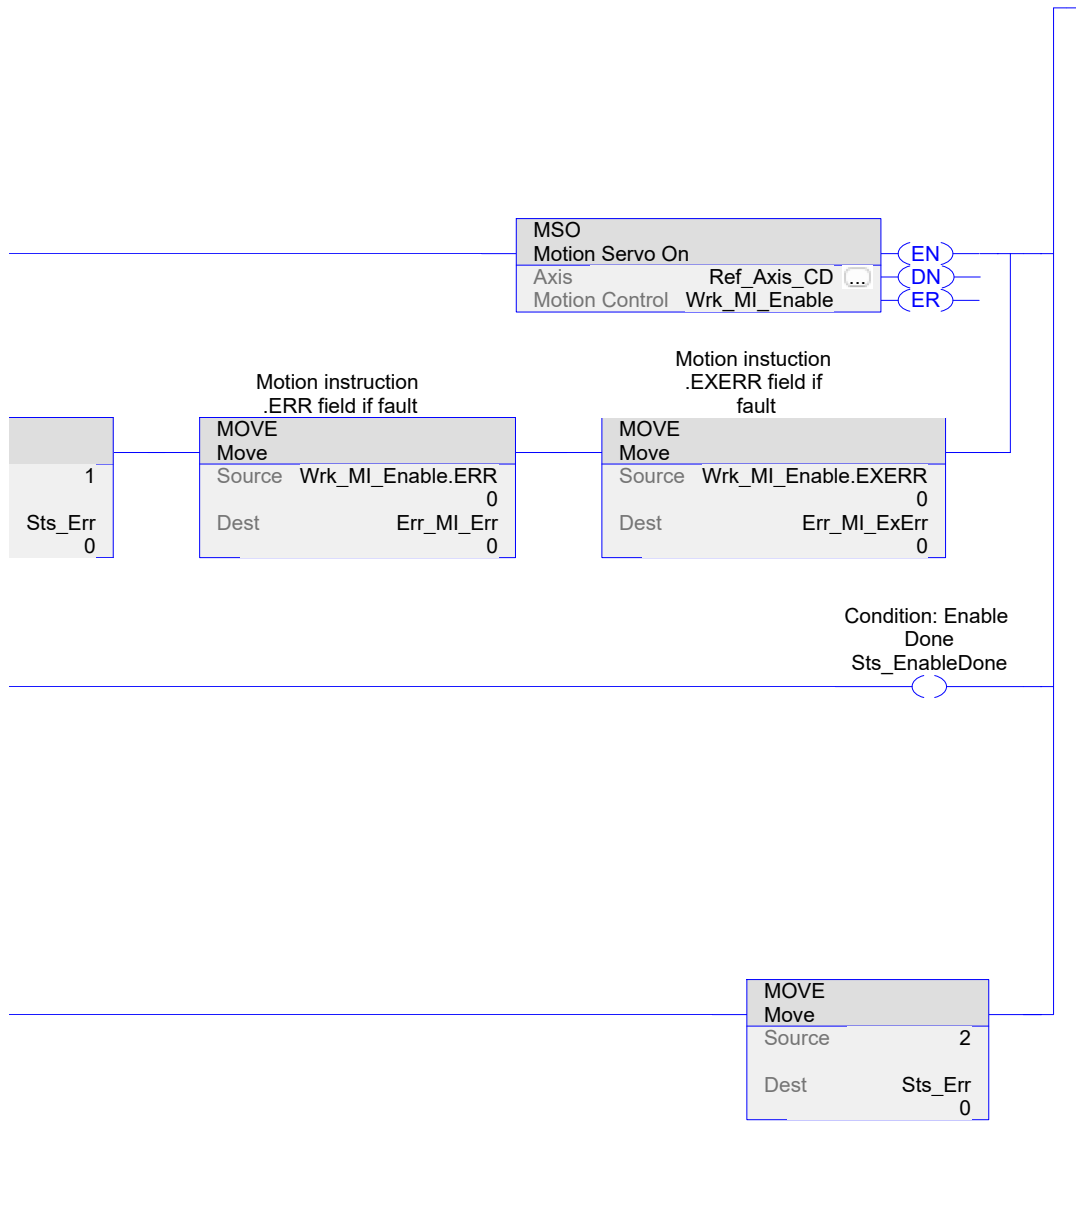 MSO
Motion Servo On
Axis Ref_Axis_CD ...
Motion Control Wrk_MI_Enable
EN
DN
ER
Motion instuction
.EXERR field if
fault
Motion instruction
.ERR field if fault
1
Sts_Err
0
MOVE
Move
Source Wrk_MI_Enable.ERR
0
Dest Err_MI_Err
0
MOVE
Move
Source Wrk_MI_Enable.EXERR
0
Dest Err_MI_ExErr
0
Condition: Enable
Done
Sts_EnableDone
MOVE
Move
Source 2
Dest Sts_Err
0